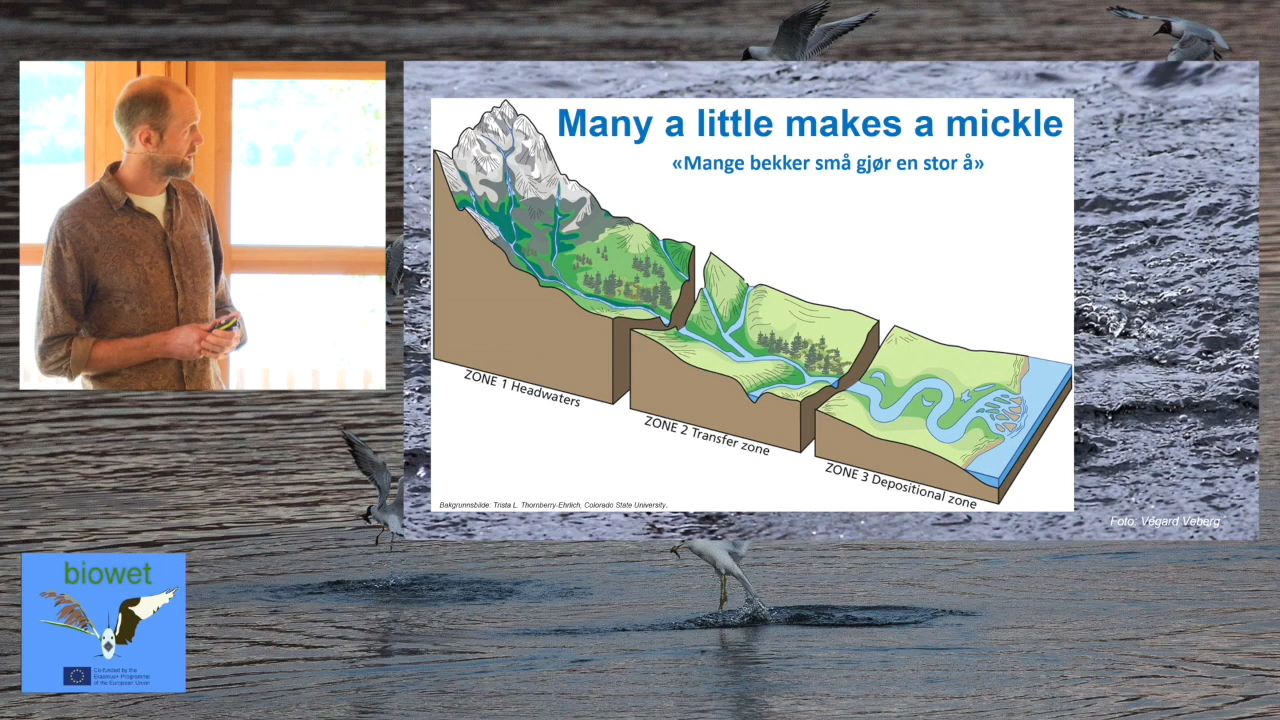 Many a little makes a mickle
«Mange bekker små gjør en stor å»
ZONE 1 Headwaters
ZONE 2 Transfer zone
ZONE 3 Depositional zone
Bakgrunnsbilde: Trista L. Thornberry-Ehrlich, Colorado State University.
Foto: Vegard Veberg
biowet
Co-funded by the
Erasmus+ Programme
of the European Union